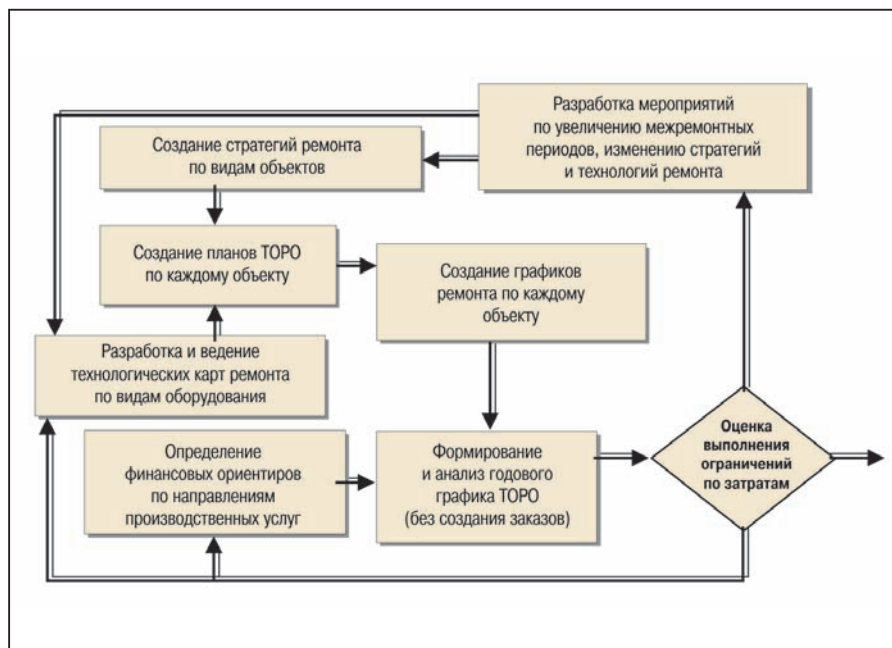 Разработка мероприятий
по увеличению межремонтных
периодов, изменению стратегий
и технологий ремонта
Создание стратегий ремонта
по видам объектов
Создание планов ТОРО
по каждому объекту
Создание графиков
ремонта по каждому
объекту
Разработка и ведение
технологических карт ремонта
по видам оборудования
Определение
финансовых ориентиров
по направлениям
производственных услуг
Формирование
и анализ годового
графика ТОРО
(без создания заказов)
Оценка
выполнения
ограничений
по затратам